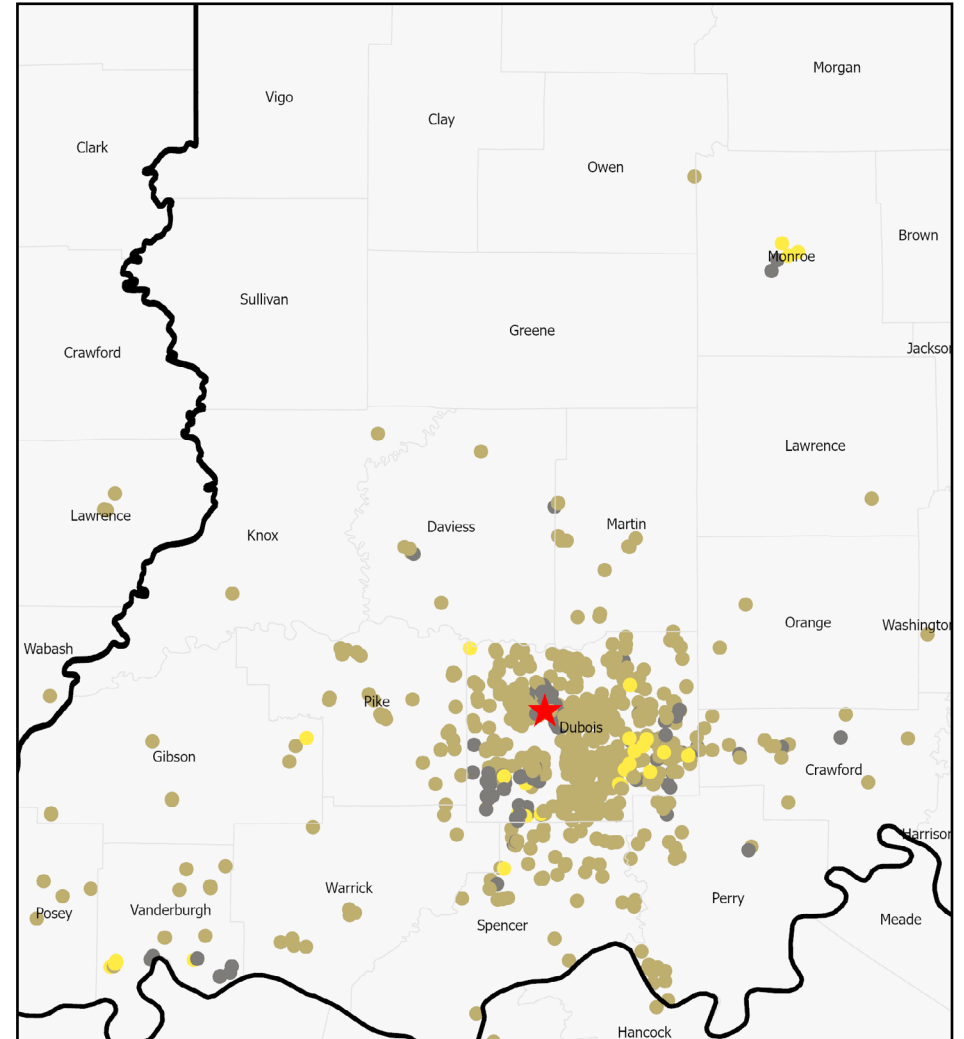 Morgan
Vigo
Clay
Clark
Owen
Brown
Monroe
Sullivan
Greene
Jackson
Crawford
Lawrence
Lawrence
Daviess
Martin
Knox
Orange
Washington
Wabash
Pike
Dubois
Gibson
Crawford
Harrison
Warrick
Perry
Posey
Vanderburgh
Spencer
Meade
Hancock